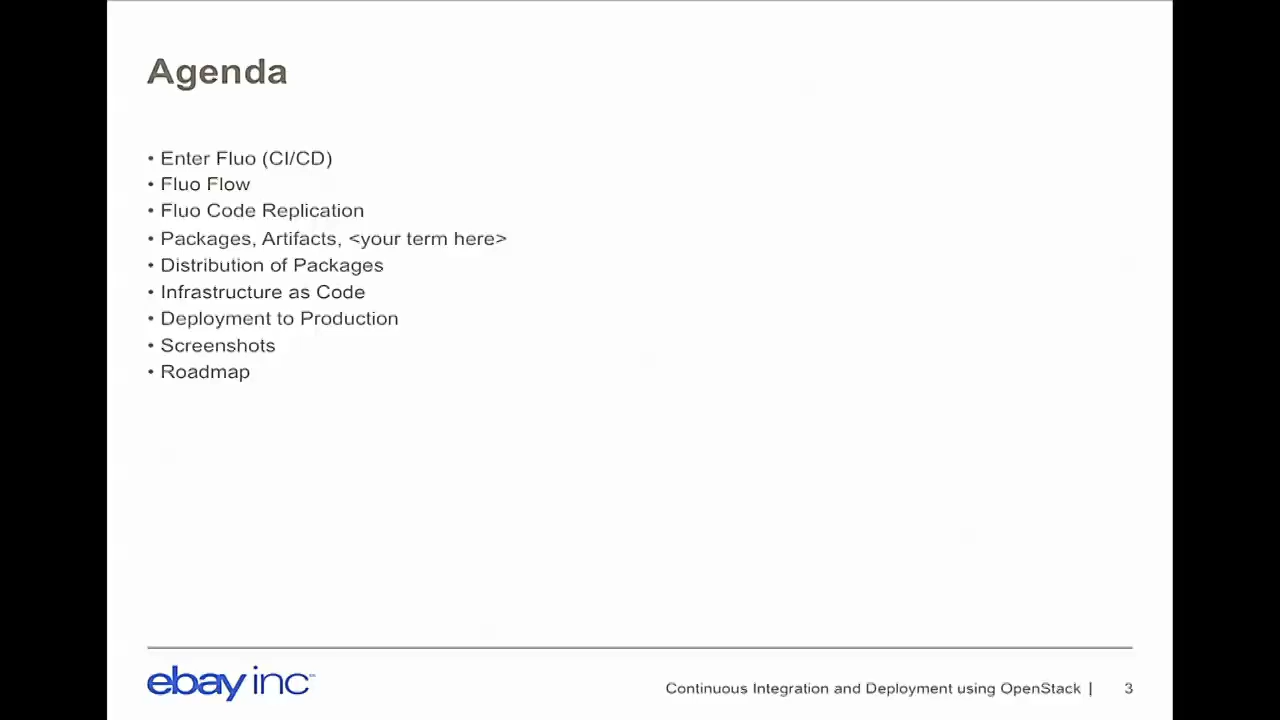 Agenda
• Enter Fluo (CI/CD)
• Fluo Flow
• Fluo Code Replication
• Packages, Artifacts, <your term here>
• Distribution of Packages
• Infrastructure as Code
• Deployment to Production
• Screenshots
• Roadmap
ebay inc™
Continuous Integration and Deployment using OpenStack | 3